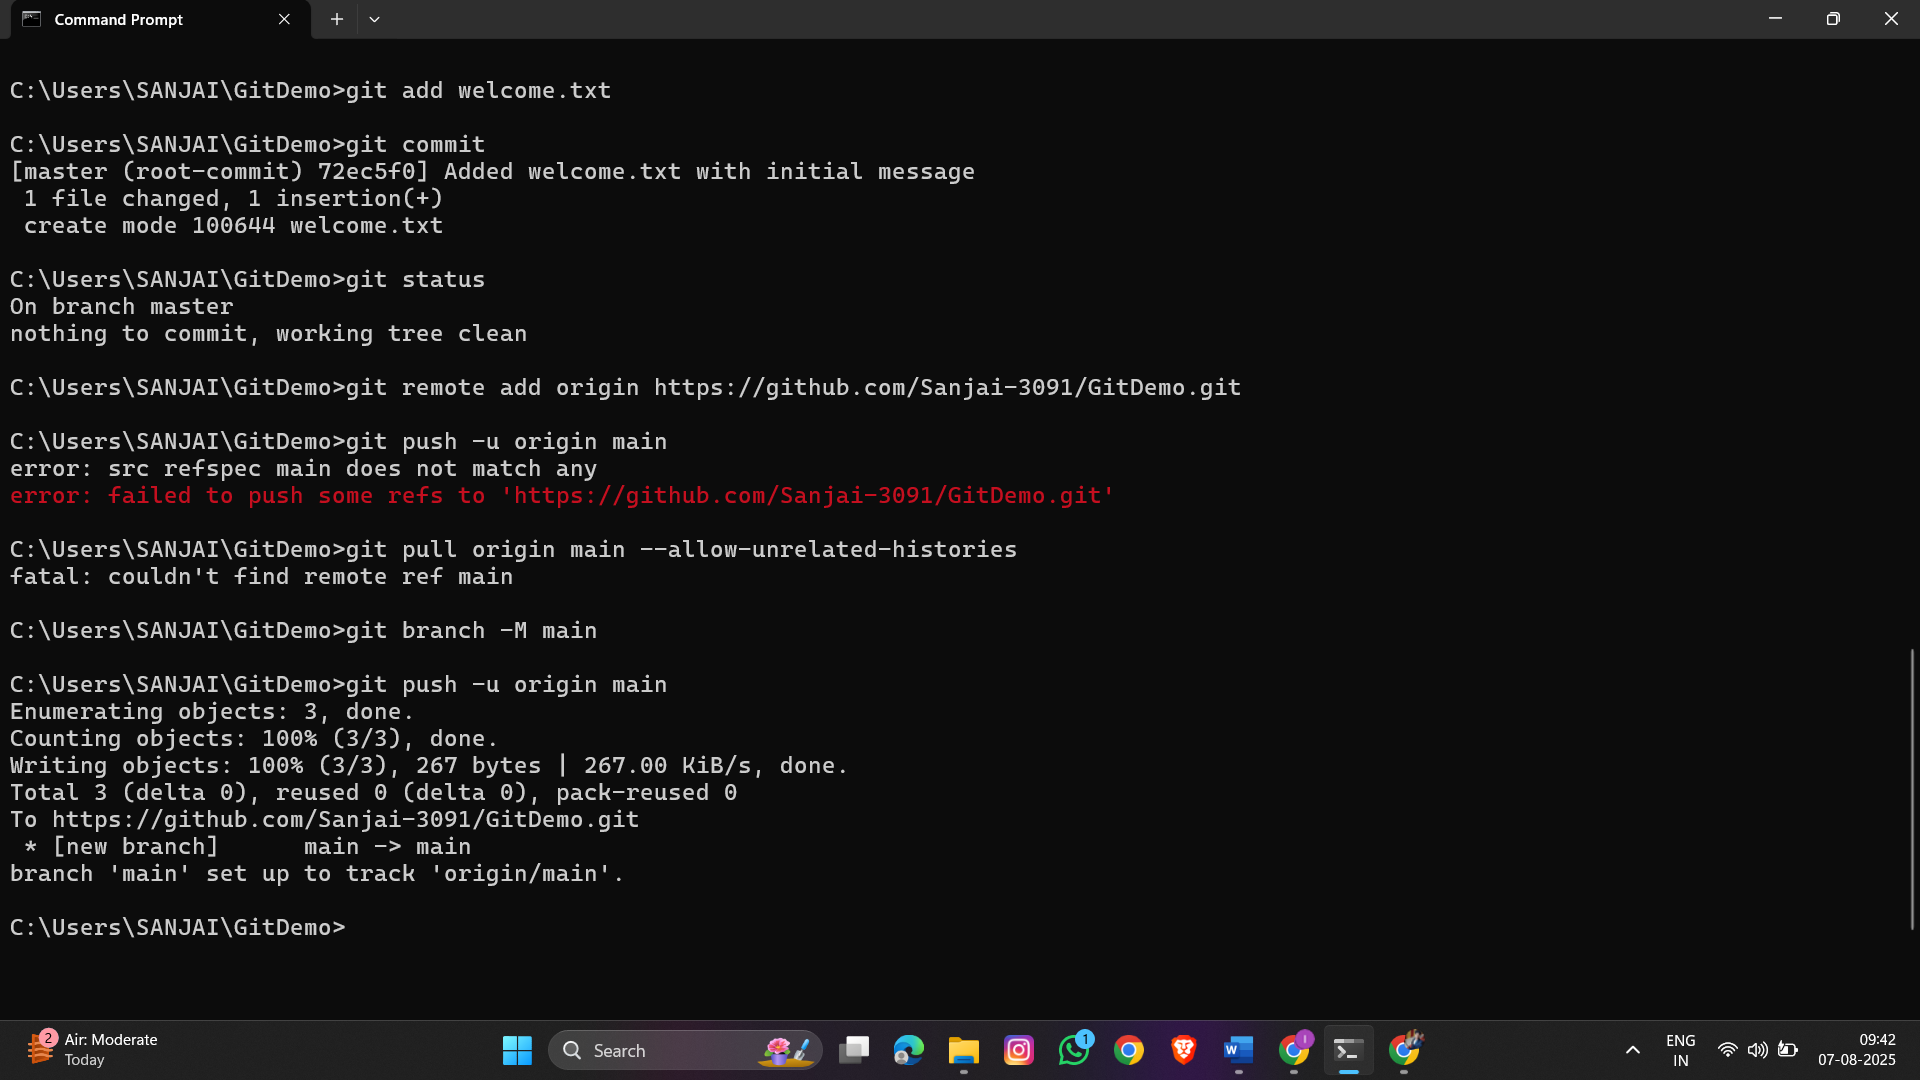 Command Prompt
C:\Users\SANJAI\GitDemo>git add welcome.txt
C:\Users\SANJAI\GitDemo>git commit
[master (root-commit) 72ec5f0] Added welcome.txt with initial message
 1 file changed, 1 insertion(+)
 create mode 100644 welcome.txt
C:\Users\SANJAI\GitDemo>git status
On branch master
nothing to commit, working tree clean
C:\Users\SANJAI\GitDemo>git remote add origin https://github.com/Sanjai-3091/GitDemo.git
C:\Users\SANJAI\GitDemo>git push -u origin main
error: src refspec main does not match any
error: failed to push some refs to 'https://github.com/Sanjai-3091/GitDemo.git'
C:\Users\SANJAI\GitDemo>git pull origin main --allow-unrelated-histories
fatal: couldn't find remote ref main
C:\Users\SANJAI\GitDemo>git branch -M main
C:\Users\SANJAI\GitDemo>git push -u origin main
Enumerating objects: 3, done.
Counting objects: 100% (3/3), done.
Writing objects: 100% (3/3), 267 bytes | 267.00 KiB/s, done.
Total 3 (delta 0), reused 0 (delta 0), pack-reused 0
To https://github.com/Sanjai-3091/GitDemo.git
 * [new branch]      main -> main
branch 'main' set up to track 'origin/main'.
C:\Users\SANJAI\GitDemo>
2
Air: Moderate
Today
Search
1
W
I
ENG
IN
09:42
07-08-2025